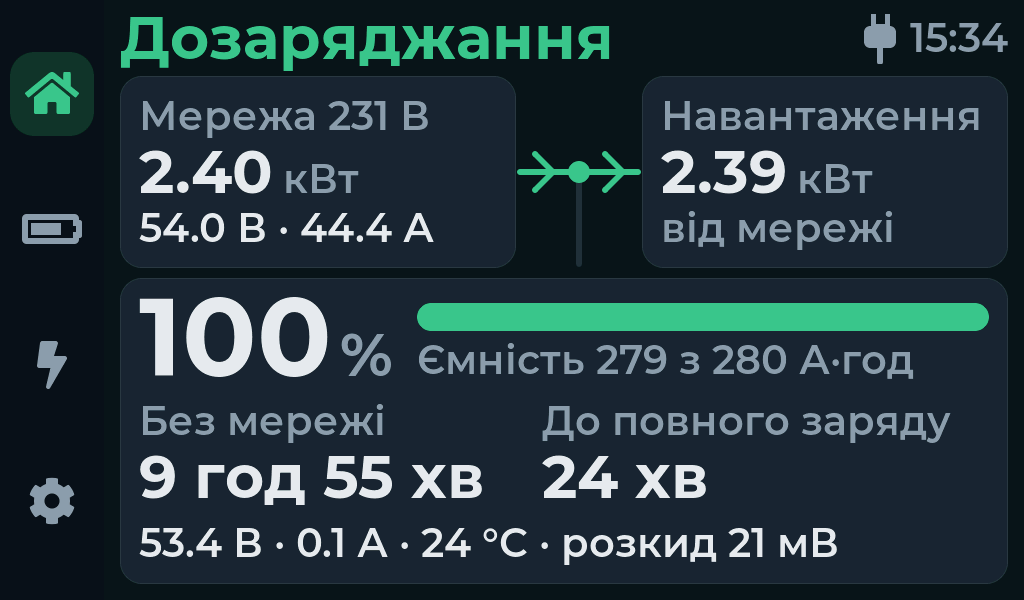 Дозаряджання
15:34
Мережа 231 В
2.40 кВт
54.0 В · 44.4 А
Навантаження
2.39 кВт
від мережі
100 %
Ємність 279 з 280 А·год
Без мережі
9 год 55 хв
До повного заряду
24 хв
53.4 В · 0.1 А · 24 °C · розкид 21 мВ